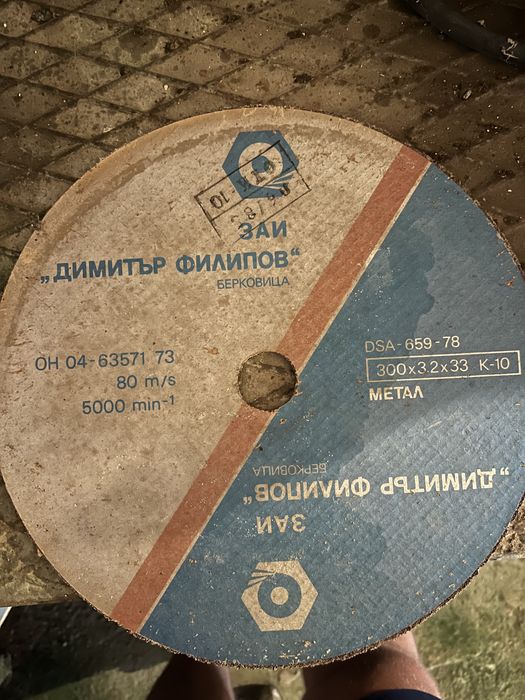 ЗАИ
„ДИМИТЪР ФИЛИПОВ“
БЕРКОВИЦА
ОН 04-63571 73
80 m/s
5000 min-1
DSA-659-78
300x3.2x33 K-10
МЕТАЛ
ЗАИ
„ДИМИТЪР ФИЛИПОВ“
БЕРКОВИЦА